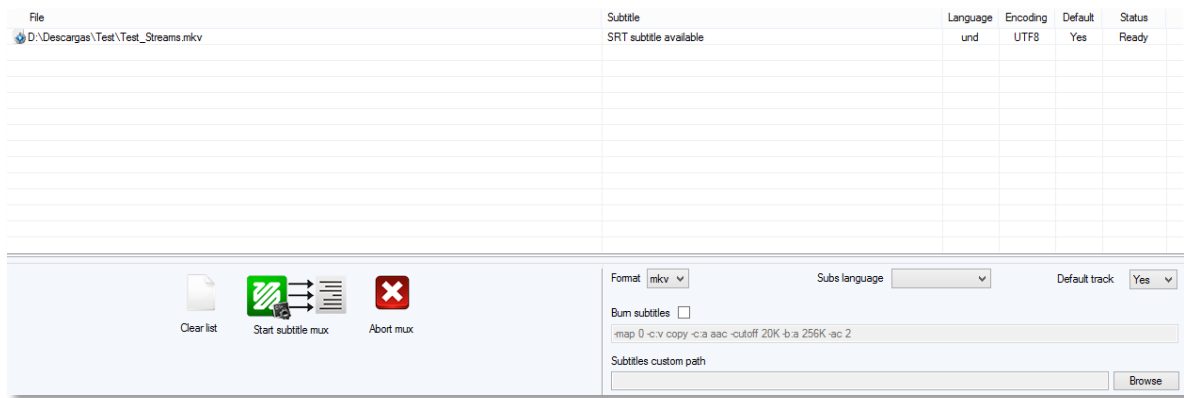 File Subtitle Language Encoding Default Status
D:\Descargas\Test\Test_Streams.mkv SRT subtitle available und UTF8 Yes Ready
Format mkv Subs language Default track Yes
Burn subtitles
Clear list Start subtitle mux Abort mux
-map 0 -c:v copy -c:a aac -cutoff 20K -b:a 256K -ac 2
Subtitles custom path
Browse